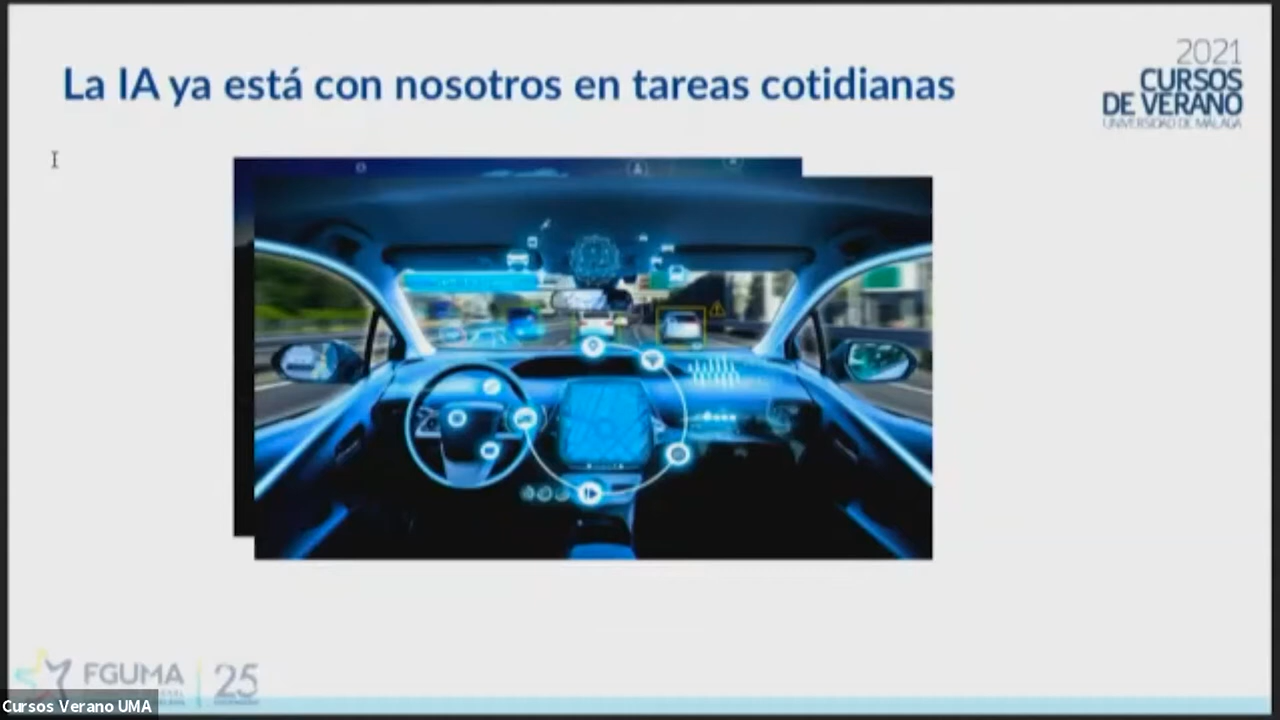 La IA ya está con nosotros en tareas cotidianas
2021
CURSOS
DE VERANO
UNIVERSIDAD DE MÁLAGA
FGUMA
25
Cursos Verano UMA